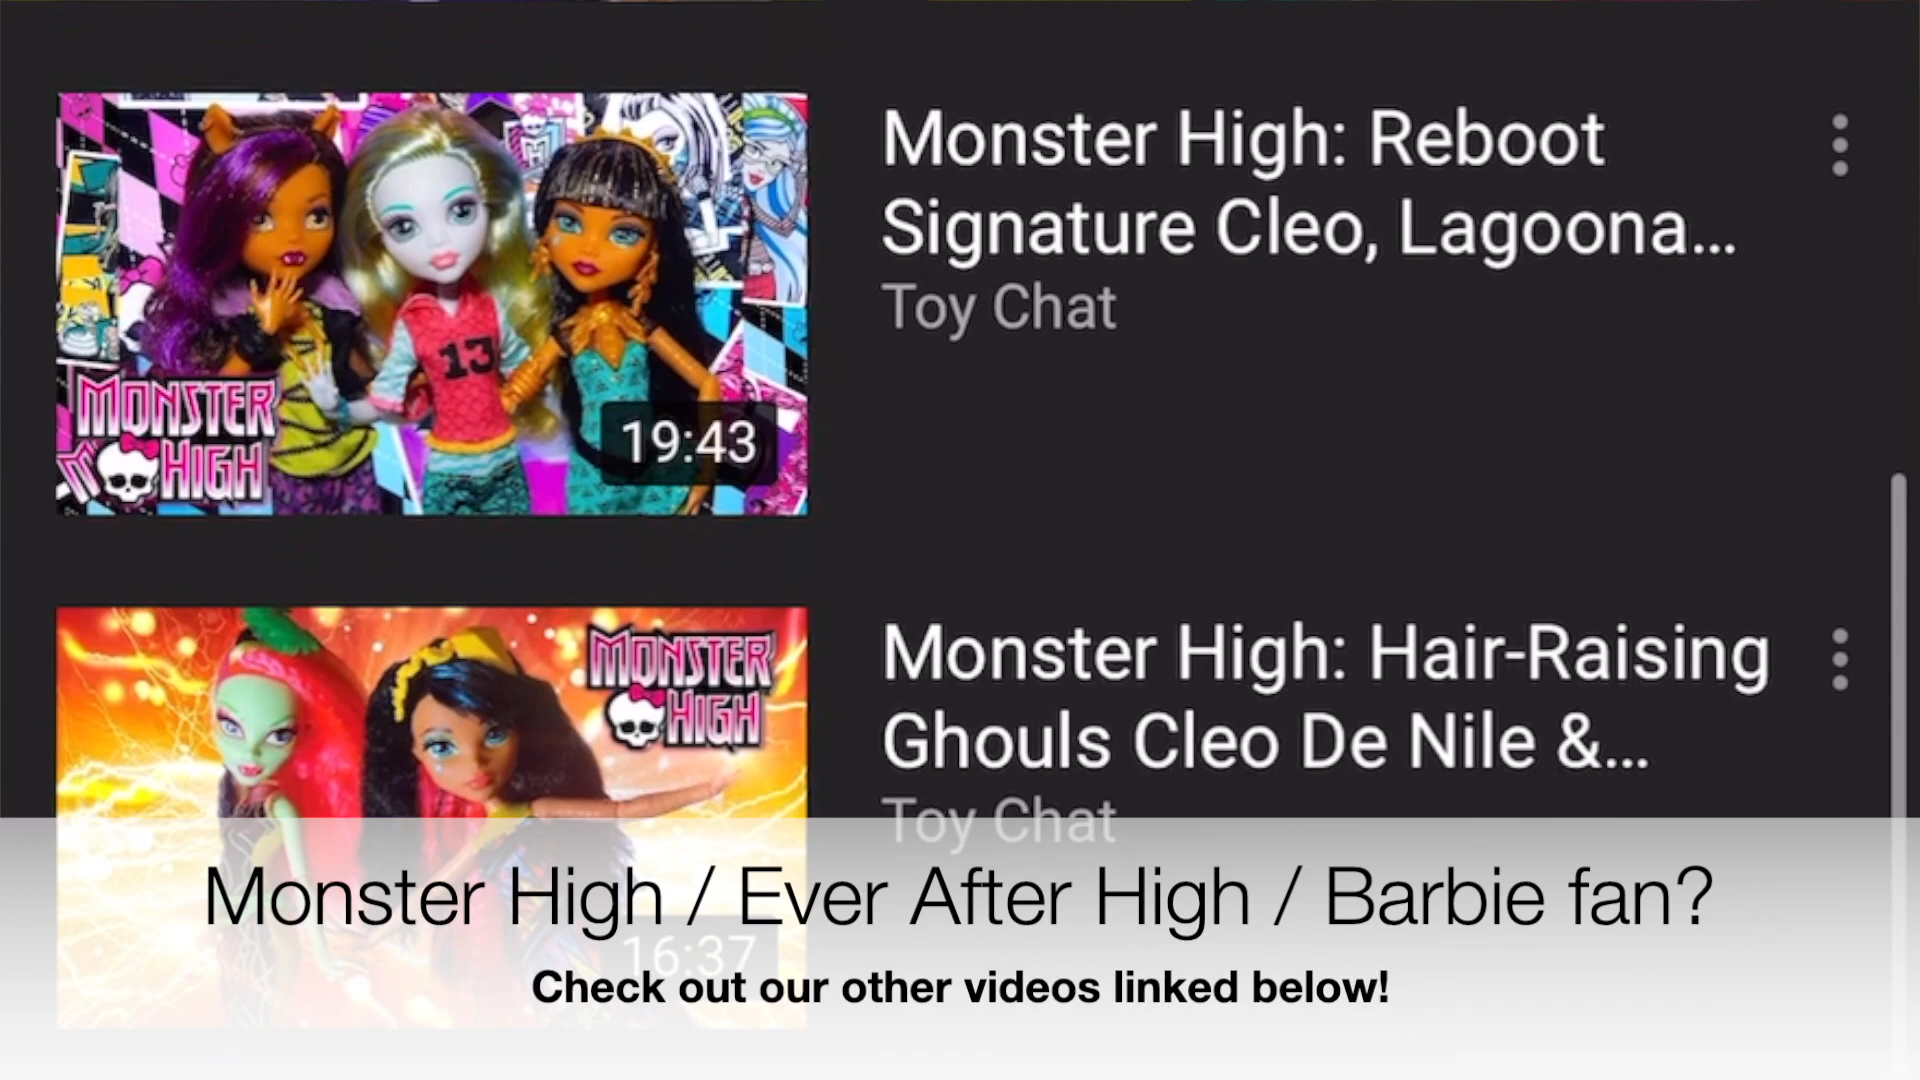 Monster High: Reboot
Signature Cleo, Lagoona...
Toy Chat
13
MONSTER
HIGH
19:43
Monster High: Hair-Raising
Ghouls Cleo De Nile &...
Toy Chat
MONSTER
HIGH
16:37
Monster High / Ever After High / Barbie fan?
Check out our other videos linked below!